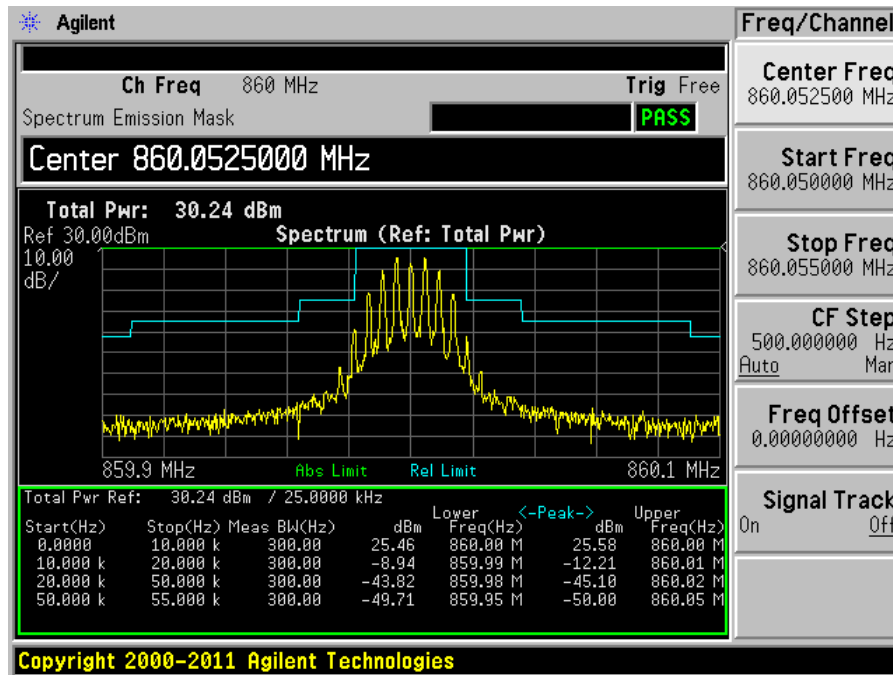 Agilent
Freq/Channel
Ch Freq 860 MHz Trig Free
Spectrum Emission Mask PASS
Center 860.0525000 MHz
Total Pwr: 30.24 dBm
Ref 30.00dBm Spectrum (Ref: Total Pwr)
10.00
dB/
859.9 MHz Abs Limit Rel Limit 860.1 MHz
Total Pwr Ref: 30.24 dBm / 25.0000 kHz
Lower <-Peak-> Upper
Start(Hz) Stop(Hz) Meas BW(Hz) dBm Freq(Hz) dBm Freq(Hz)
0.0000 10.000 k 300.00 25.46 860.00 M 25.58 860.00 M
10.000 k 20.000 k 300.00 -8.94 859.99 M -12.21 860.01 M
20.000 k 50.000 k 300.00 -43.82 859.98 M -45.10 860.02 M
50.000 k 55.000 k 300.00 -49.71 859.95 M -50.00 860.05 M
Center Freq
860.052500 MHz
Start Freq
860.050000 MHz
Stop Freq
860.055000 MHz
CF Step
500.000000 Hz
Auto Man
Freq Offset
0.00000000 Hz
Signal Track
On Off
Copyright 2000-2011 Agilent Technologies